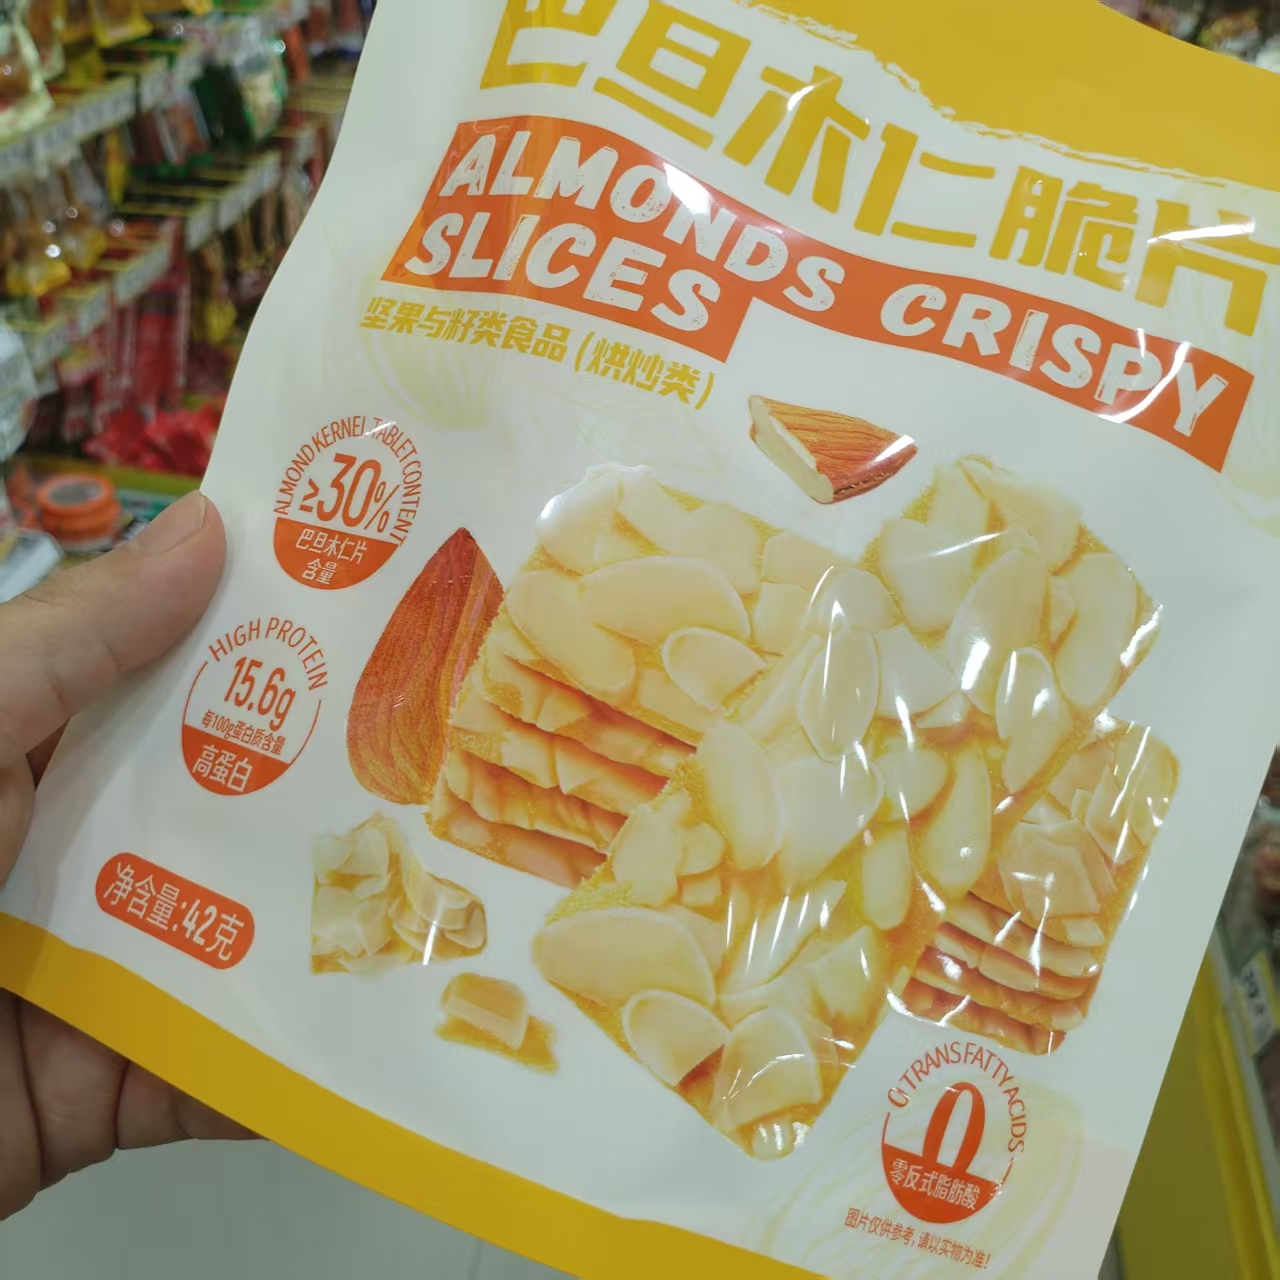 巴旦木仁脆片
ALMONDS CRISPY
SLICES
坚果与籽类食品(烘炒类)
ALMOND KERNEL TABLET CONTENT
≥30%
巴旦木仁片
含量
HIGH PROTEIN
15.6g
每100g蛋白质含量
高蛋白
净含量:42克
0 TRANS FATTY ACIDS
0
零反式脂肪酸
图片仅供参考,请以实物为准!